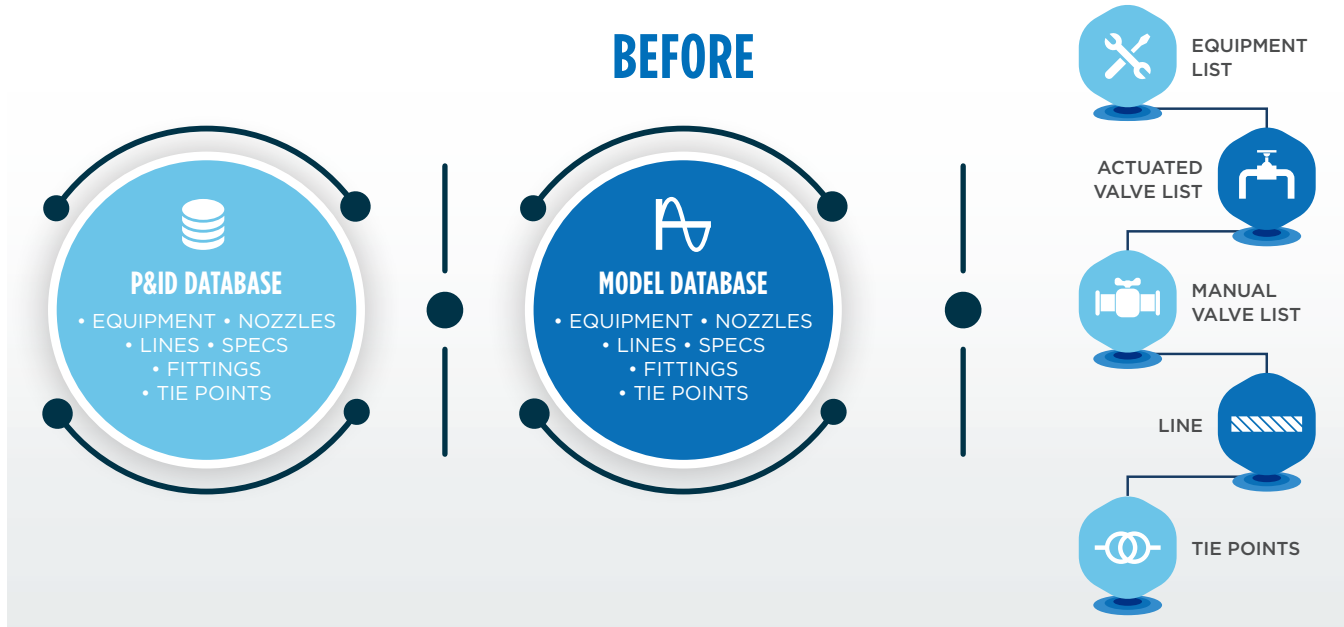 BEFORE
P&ID DATABASE
• EQUIPMENT • NOZZLES
• LINES • SPECS
• FITTINGS
• TIE POINTS
MODEL DATABASE
• EQUIPMENT • NOZZLES
• LINES • SPECS
• FITTINGS
• TIE POINTS
EQUIPMENT
LIST
ACTUATED
VALVE LIST
MANUAL
VALVE LIST
LINE
TIE POINTS